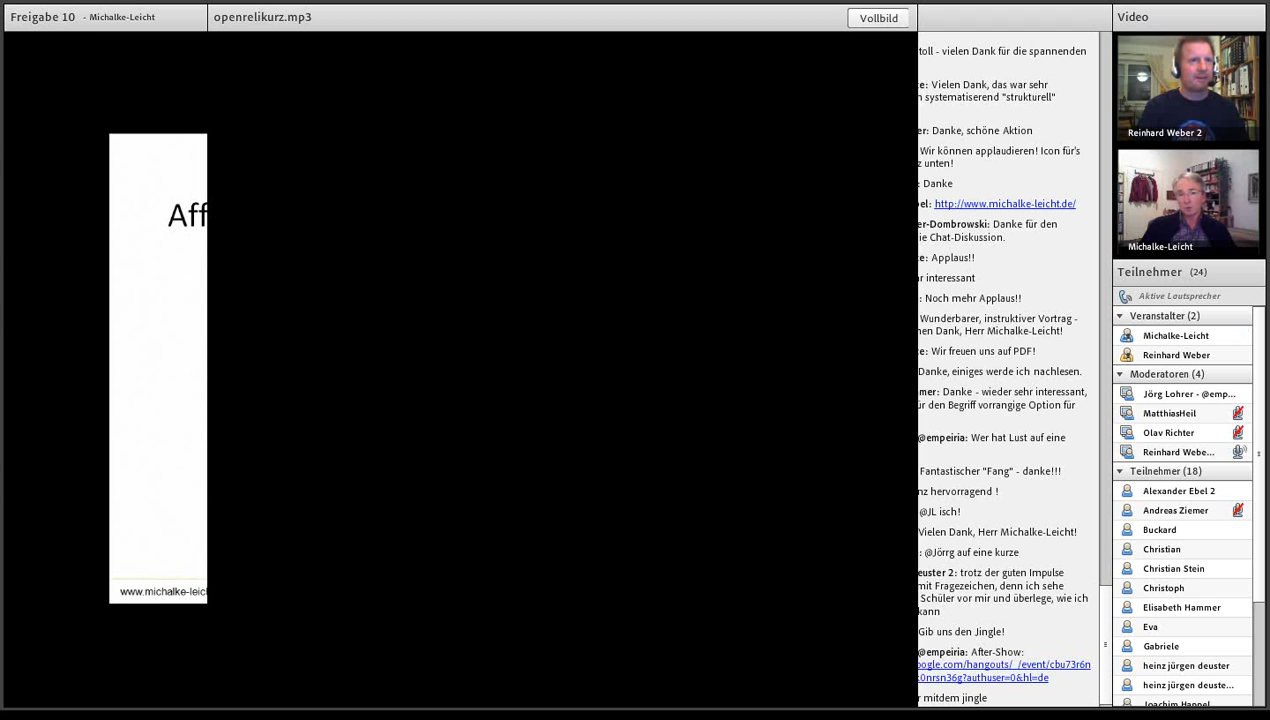 Freigabe 10 - Michalke-Leicht
openrelikurz.mp3
Vollbild
Aff
www.michalke-leic
toll - vielen Dank für die spannenden
e: Vielen Dank, das war sehr
systematiserend "strukturell"
er: Danke, schöne Aktion
Wir können applaudieren! Icon für's
z unten!
: Danke
bel: http://www.michalke-leicht.de/
er-Dombrowski: Danke für den
ie Chat-Diskussion.
e: Applaus!!
ar interessant
: Noch mehr Applaus!!
Wunderbarer, instruktiver Vortrag -
nen Dank, Herr Michalke-Leicht!
e: Wir freuen uns auf PDF!
Danke, einiges werde ich nachlesen.
mer: Danke - wieder sehr interessant,
ür den Begriff vorrangige Option für
@empeiria: Wer hat Lust auf eine
Fantastischer "Fang" - danke!!!
nz hervorragend !
@JL isch!
Vielen Dank, Herr Michalke-Leicht!
: @Jörrg auf eine kurze
euster 2: trotz der guten Impulse
mit Fragezeichen, denn ich sehe
Schüler vor mir und überlege, wie ich
kann
Gib uns den Jingle!
@empeiria: After-Show:
oogle.com/hangouts/_/event/cbu73r6n
:0nrsn36g?authuser=0&hl=de
r mitdem jingle
Video
Reinhard Weber 2
Michalke-Leicht
Teilnehmer (24)
Aktive Lautsprecher
Veranstalter (2)
Michalke-Leicht
Reinhard Weber
Moderatoren (4)
Jörg Lohrer - @emp...
MatthiasHeil
Olav Richter
Reinhard Webe...
Teilnehmer (18)
Alexander Ebel 2
Andreas Ziemer
Buckard
Christian
Christian Stein
Christoph
Elisabeth Hammer
Eva
Gabriele
heinz jürgen deuster
heinz jürgen deuste...
Joachim Happel